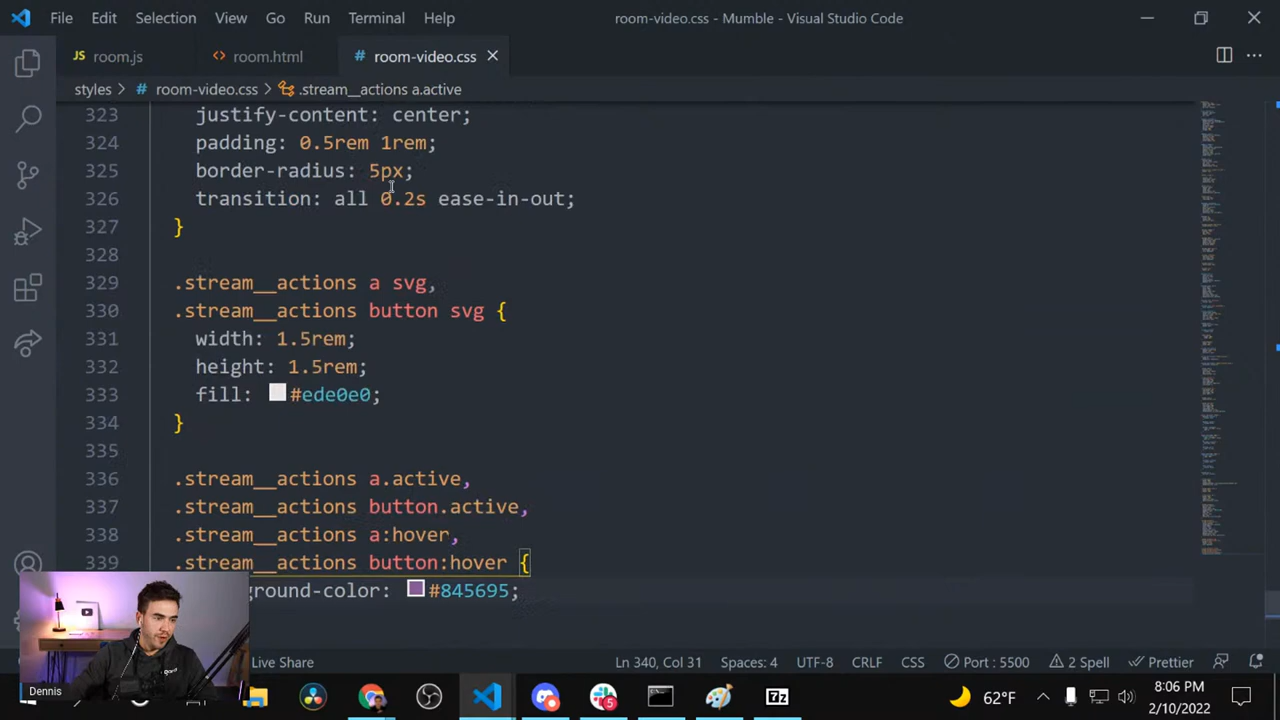 File Edit Selection View Go Run Terminal Help room-video.css - Mumble - Visual Studio Code
JS room.js <> room.html # room-video.css
styles > # room-video.css > .stream__actions a.active
323 justify-content: center;
324 padding: 0.5rem 1rem;
325 border-radius: 5px;
326 transition: all 0.2s ease-in-out;
327 }
328
329 .stream__actions a svg,
330 .stream__actions button svg {
331 width: 1.5rem;
332 height: 1.5rem;
333 fill: #ede0e0;
334 }
335
336 .stream__actions a.active,
337 .stream__actions button.active,
338 .stream__actions a:hover,
339 .stream__actions button:hover {
ground-color: #845695;
Live Share Ln 340, Col 31 Spaces: 4 UTF-8 CRLF CSS Port : 5500 2 Spell Prettier
Dennis
5 7z 62°F 8:06 PM
2/10/2022